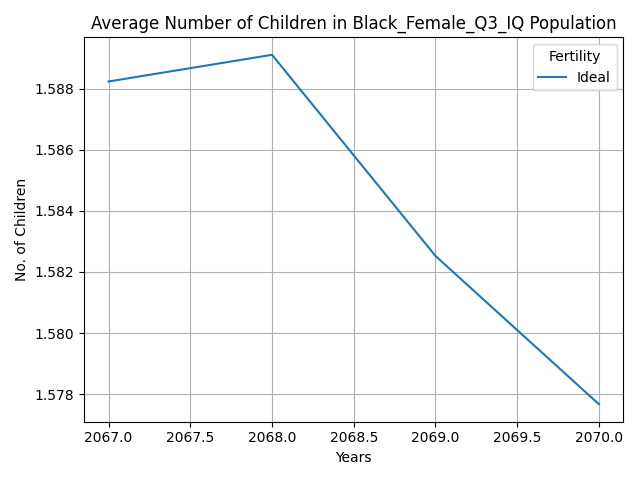 Average Number of Children in Black_Female_Q3_IQ Population
Fertility
Ideal
No. of Children
1.588
1.586
1.584
1.582
1.580
1.578
2067.0 2067.5 2068.0 2068.5 2069.0 2069.5 2070.0
Years